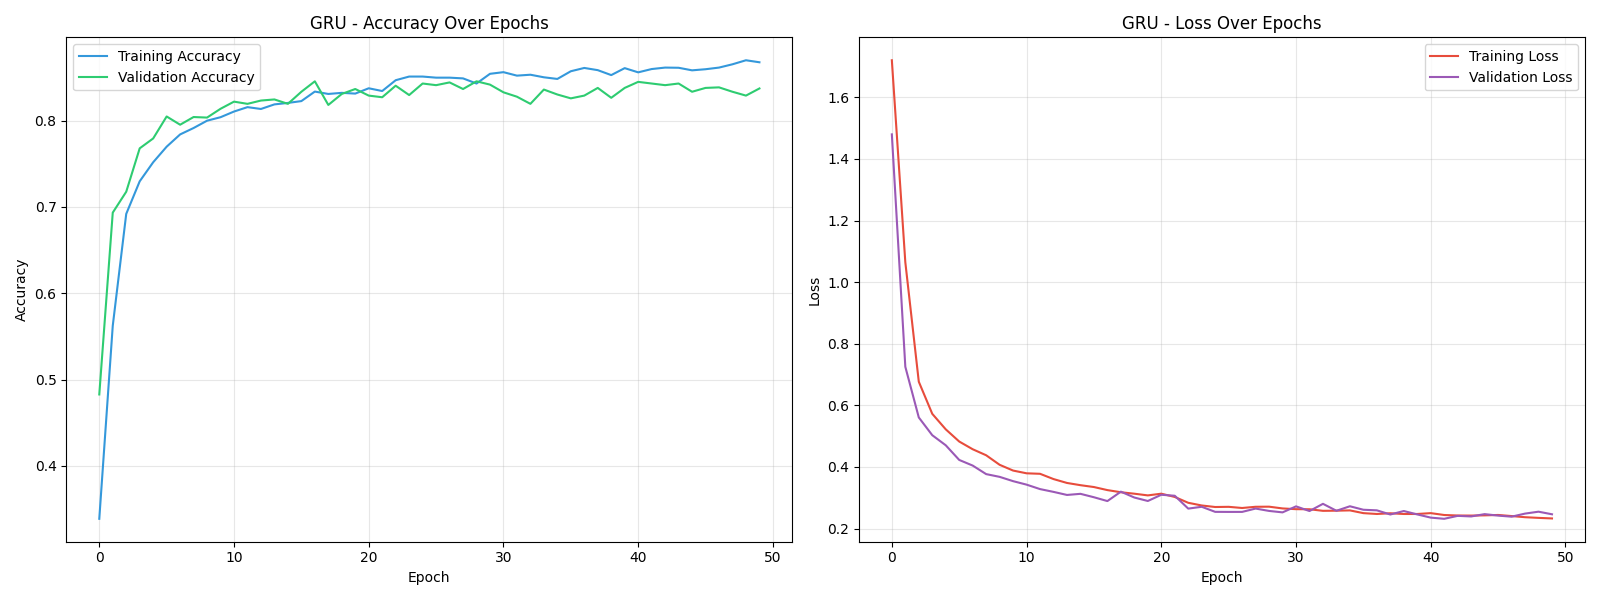 GRU - Accuracy Over Epochs
Training Accuracy
Validation Accuracy
Accuracy
0.8
0.7
0.6
0.5
0.4
0 10 20 30 40 50
Epoch
GRU - Loss Over Epochs
Training Loss
Validation Loss
Loss
1.6
1.4
1.2
1.0
0.8
0.6
0.4
0.2
0 10 20 30 40 50
Epoch